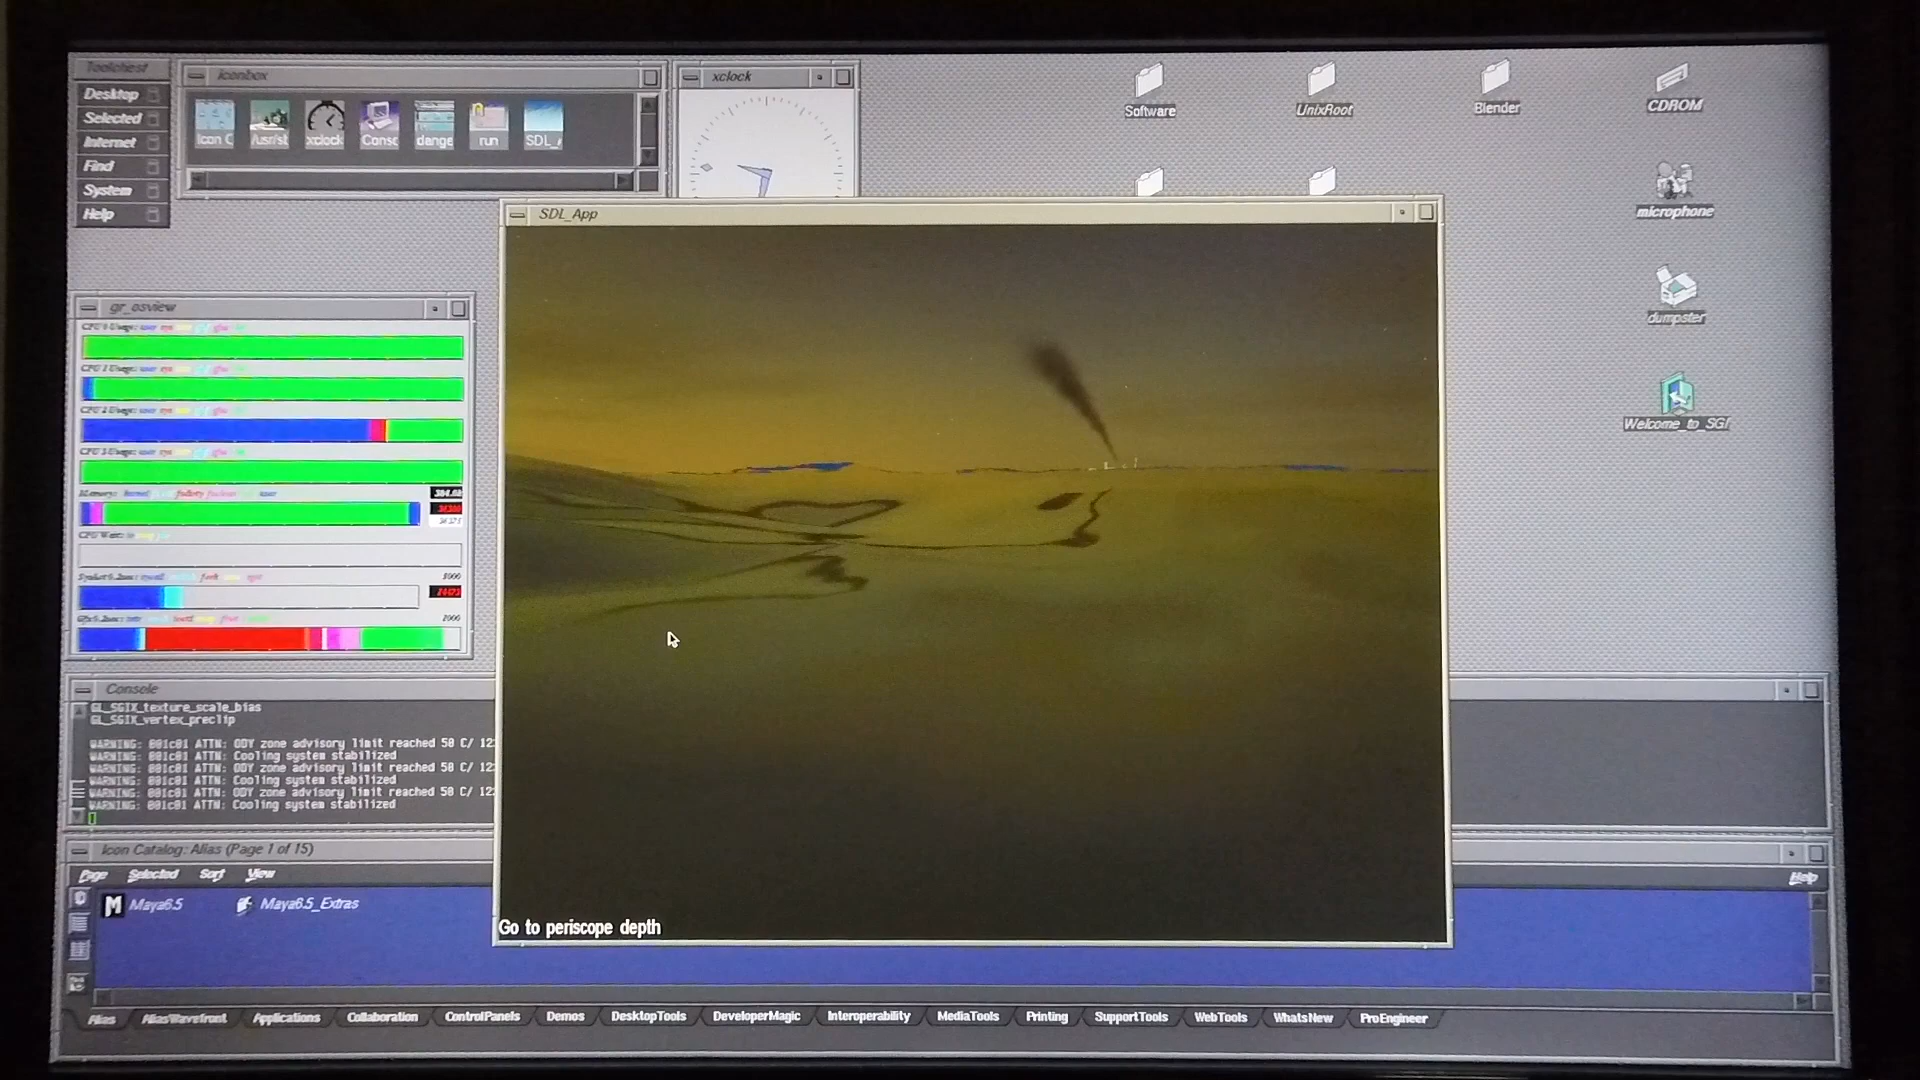 Toolchest
Desktop
Selected
Internet
Find
System
Help
iconbox
Icon C
/usr/st
xclock
Consc
dange
run
SDL_
xclock
Software
UnixRoot
Blender
CDROM
microphone
dumpster
Welcome_to_SGI
SDL_App
Go to periscope depth
gr_osview
Console
GL_SGIX_texture_scale_bias
GL_SGIX_vertex_preclip
WARNING: 001c01 ATTN: ODY zone advisory limit reached 50 C/ 12
WARNING: 001c01 ATTN: Cooling system stabilized
WARNING: 001c01 ATTN: ODY zone advisory limit reached 50 C/ 12
WARNING: 001c01 ATTN: Cooling system stabilized
WARNING: 001c01 ATTN: ODY zone advisory limit reached 50 C/ 12
WARNING: 001c01 ATTN: Cooling system stabilized
Icon Catalog: Alias (Page 1 of 15)
Page Selected Sort View Help
Maya6.5 Maya6.5_Extras
Alias AliasWavefront Applications Collaboration ControlPanels Demos DesktopTools DeveloperMagic Interoperability MediaTools Printing SupportTools WebTools WhatsNew ProEngineer